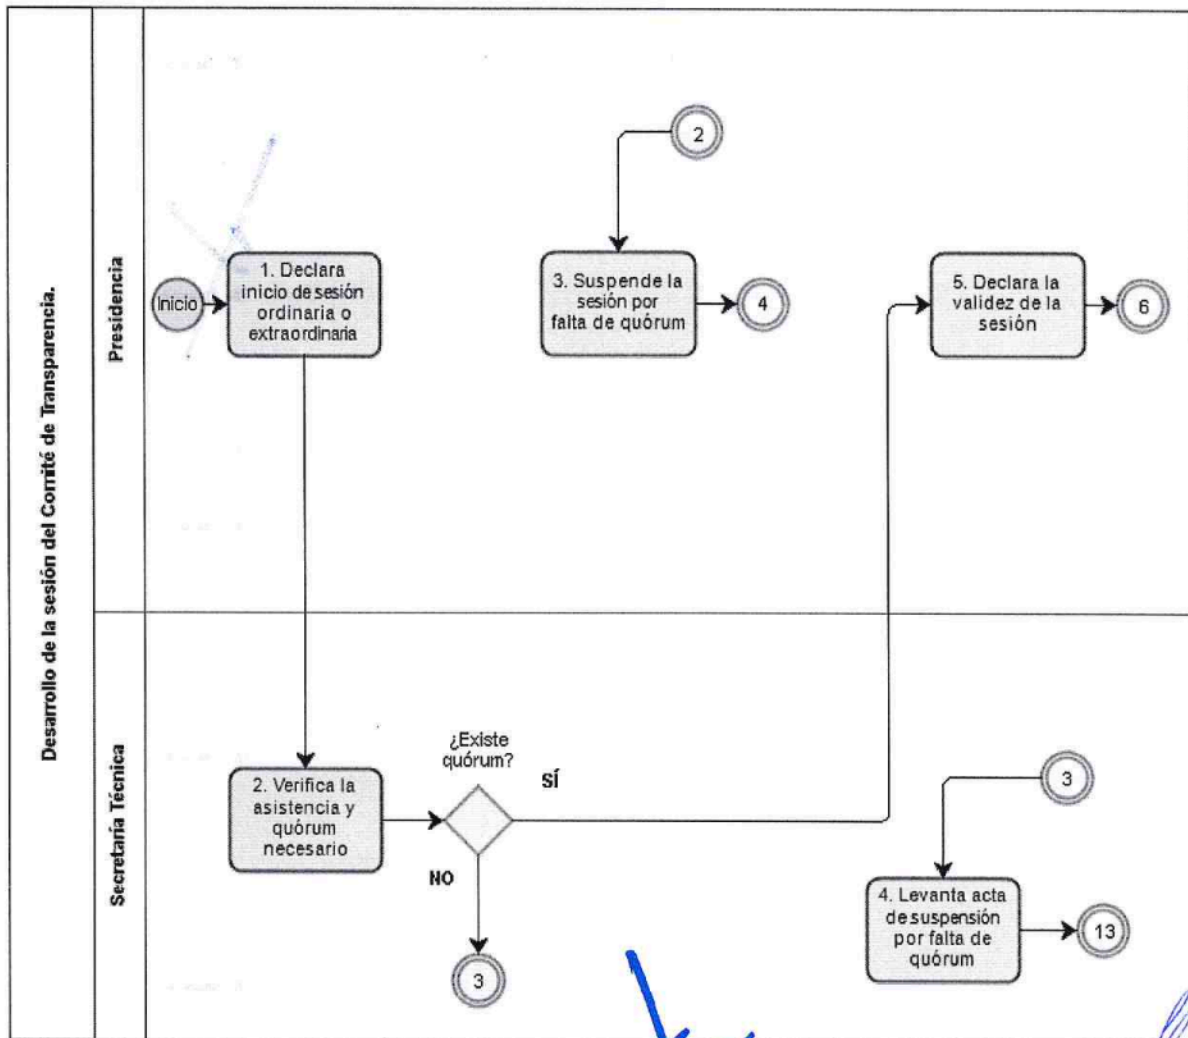 Desarrollo de la sesión del Comité de Transparencia.
Presidencia
2
Inicio
1. Declara
inicio de sesión
ordinaria o
extraordinaria
3. Suspende la
sesión por
falta de quórum
4
5. Declara la
validez de la
sesión
6
Secretaría Técnica
2. Verifica la
asistencia y
quórum
necesario
¿Existe
quórum?
SÍ
NO
3
3
4. Levanta acta
de suspensión
por falta de
quórum
13